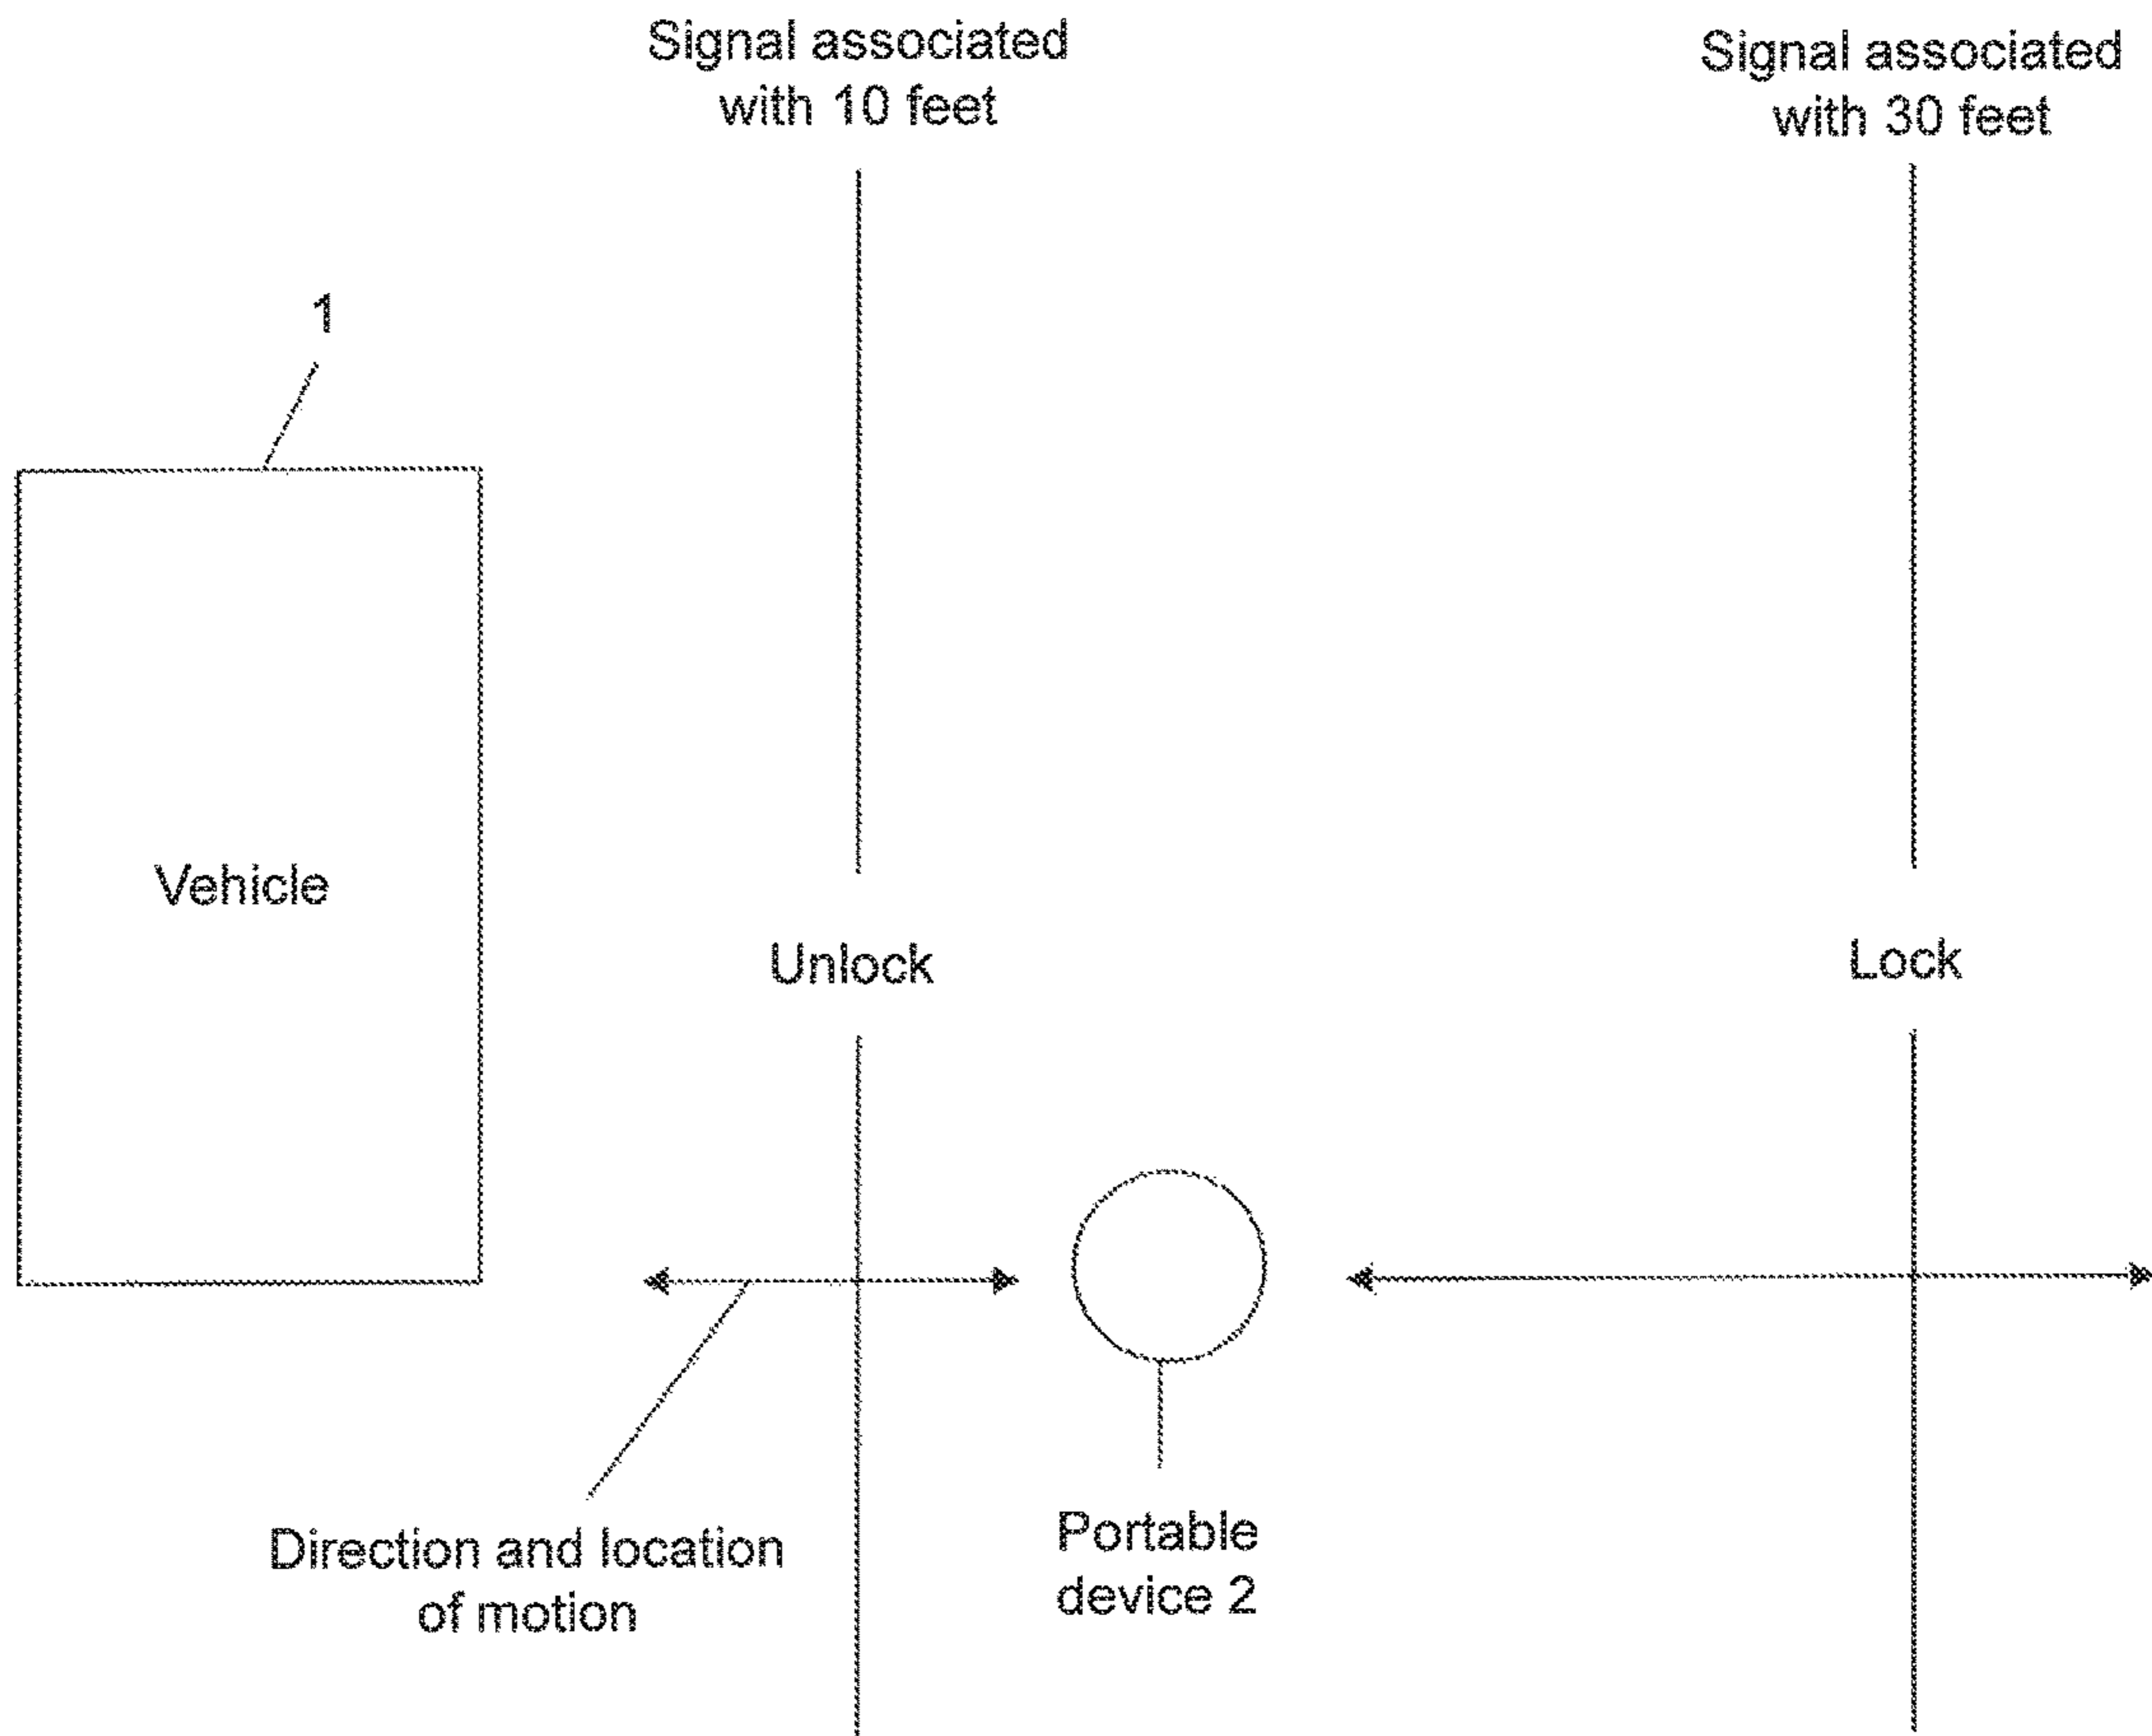 Signal associated
with 10 feet
Signal associated
with 30 feet
1
Vehicle
Unlock
Lock
Direction and location
of motion
Portable
device 2